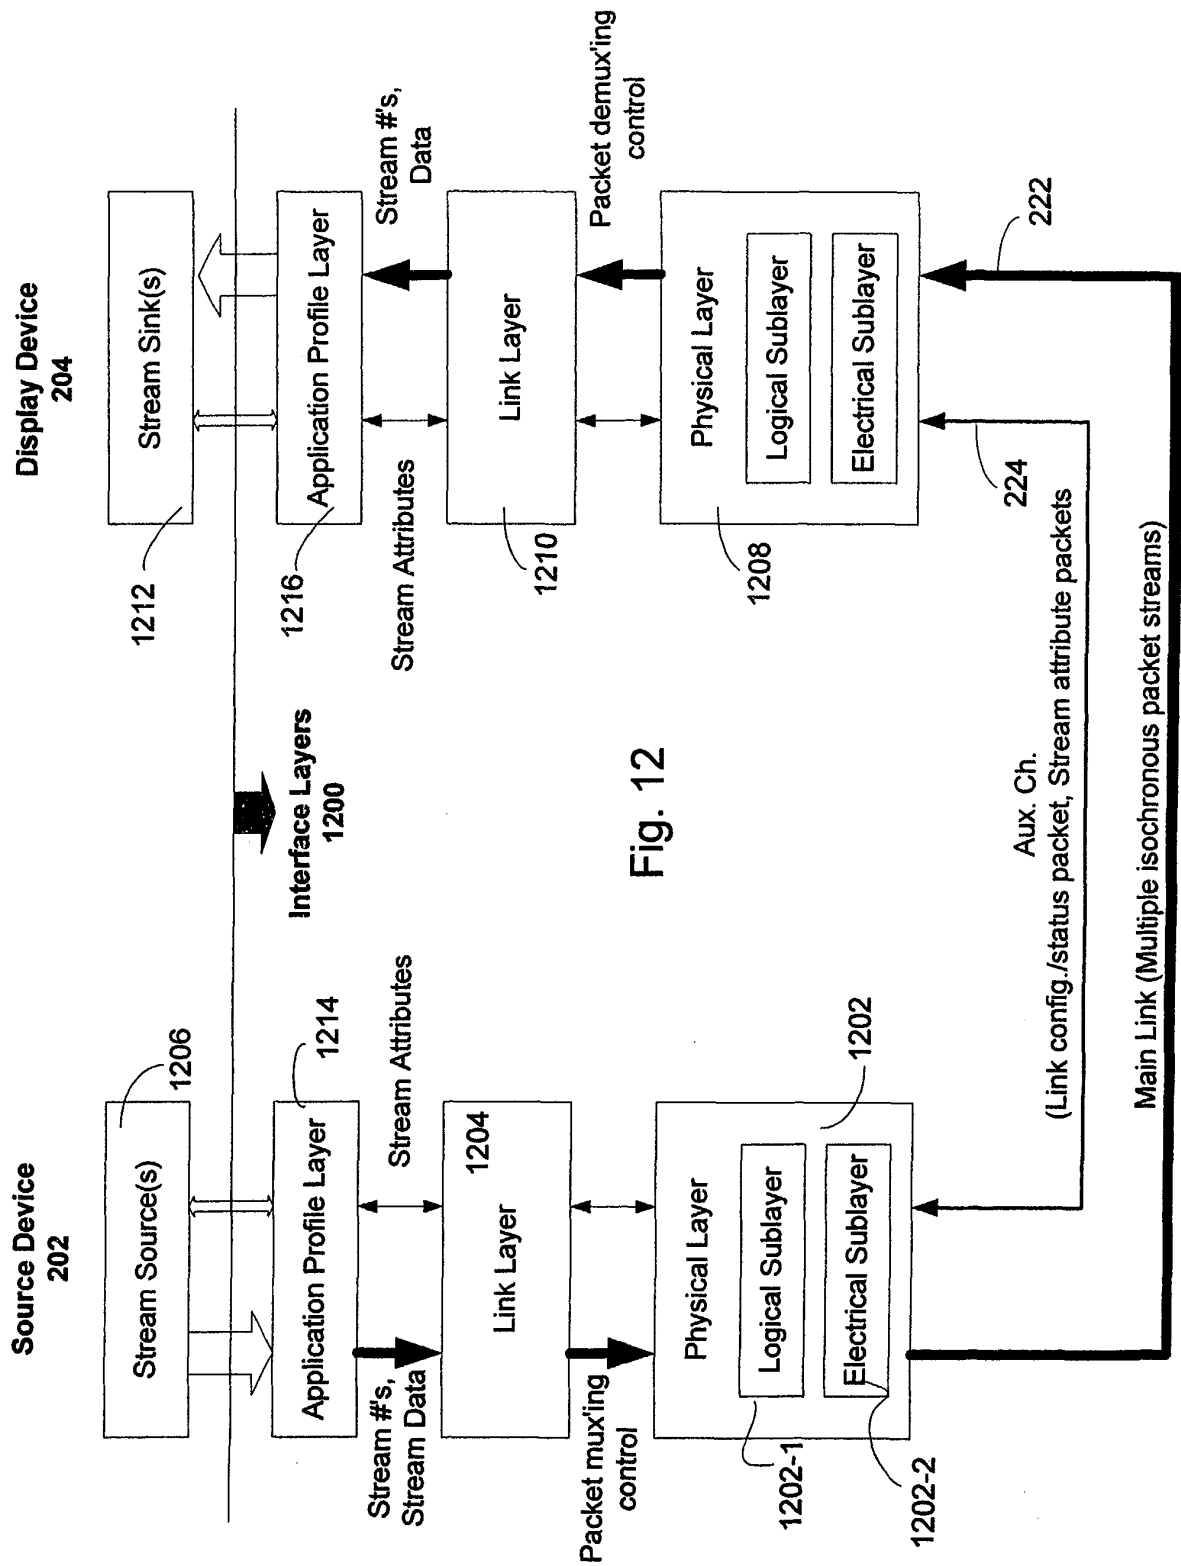 Source Device
202
Display Device
204
Stream Source(s)
1206
Stream Sink(s)
1212
Interface Layers
1200
Application Profile Layer
1214
Application Profile Layer
1216
Stream #'s,
Stream Data
Stream Attributes
Stream Attributes
Stream #'s,
Data
Link Layer
1204
Link Layer
1210
Packet mux'ing
control
Packet demux'ing
control
Fig. 12
Physical Layer
Logical Sublayer
Electrical Sublayer
1202-1
1202-2
1202
Physical Layer
Logical Sublayer
Electrical Sublayer
1208
Aux. Ch.
(Link config./status packet, Stream attribute packets
224
222
Main Link (Multiple isochronous packet streams)